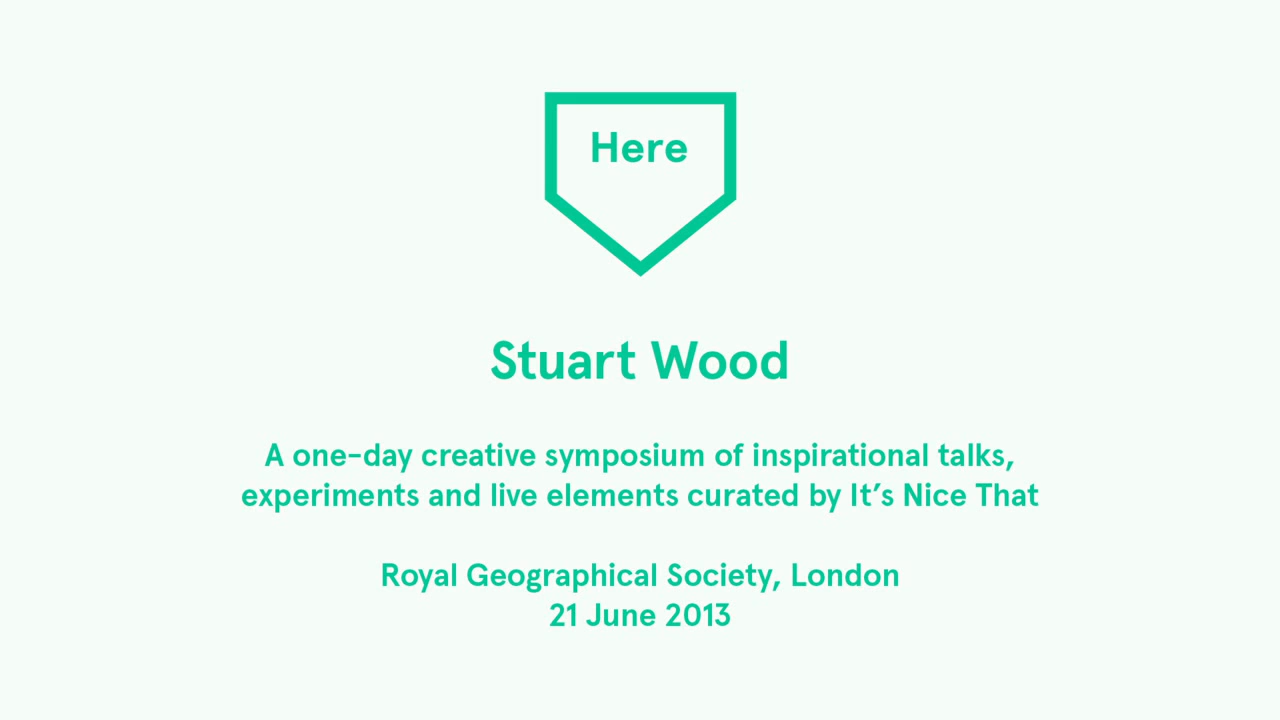 Here
Stuart Wood
A one-day creative symposium of inspirational talks,
experiments and live elements curated by It’s Nice That
Royal Geographical Society, London
21 June 2013